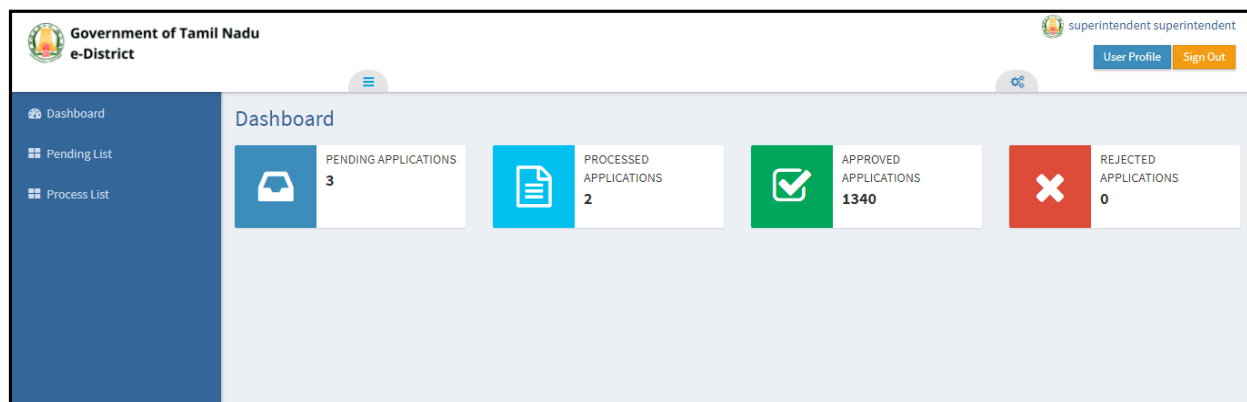 Government of Tamil Nadu
e-District
superintendent superintendent
User Profile
Sign Out
Dashboard
Pending List
Process List
Dashboard
PENDING APPLICATIONS
3
PROCESSED
APPLICATIONS
2
APPROVED
APPLICATIONS
1340
REJECTED
APPLICATIONS
0